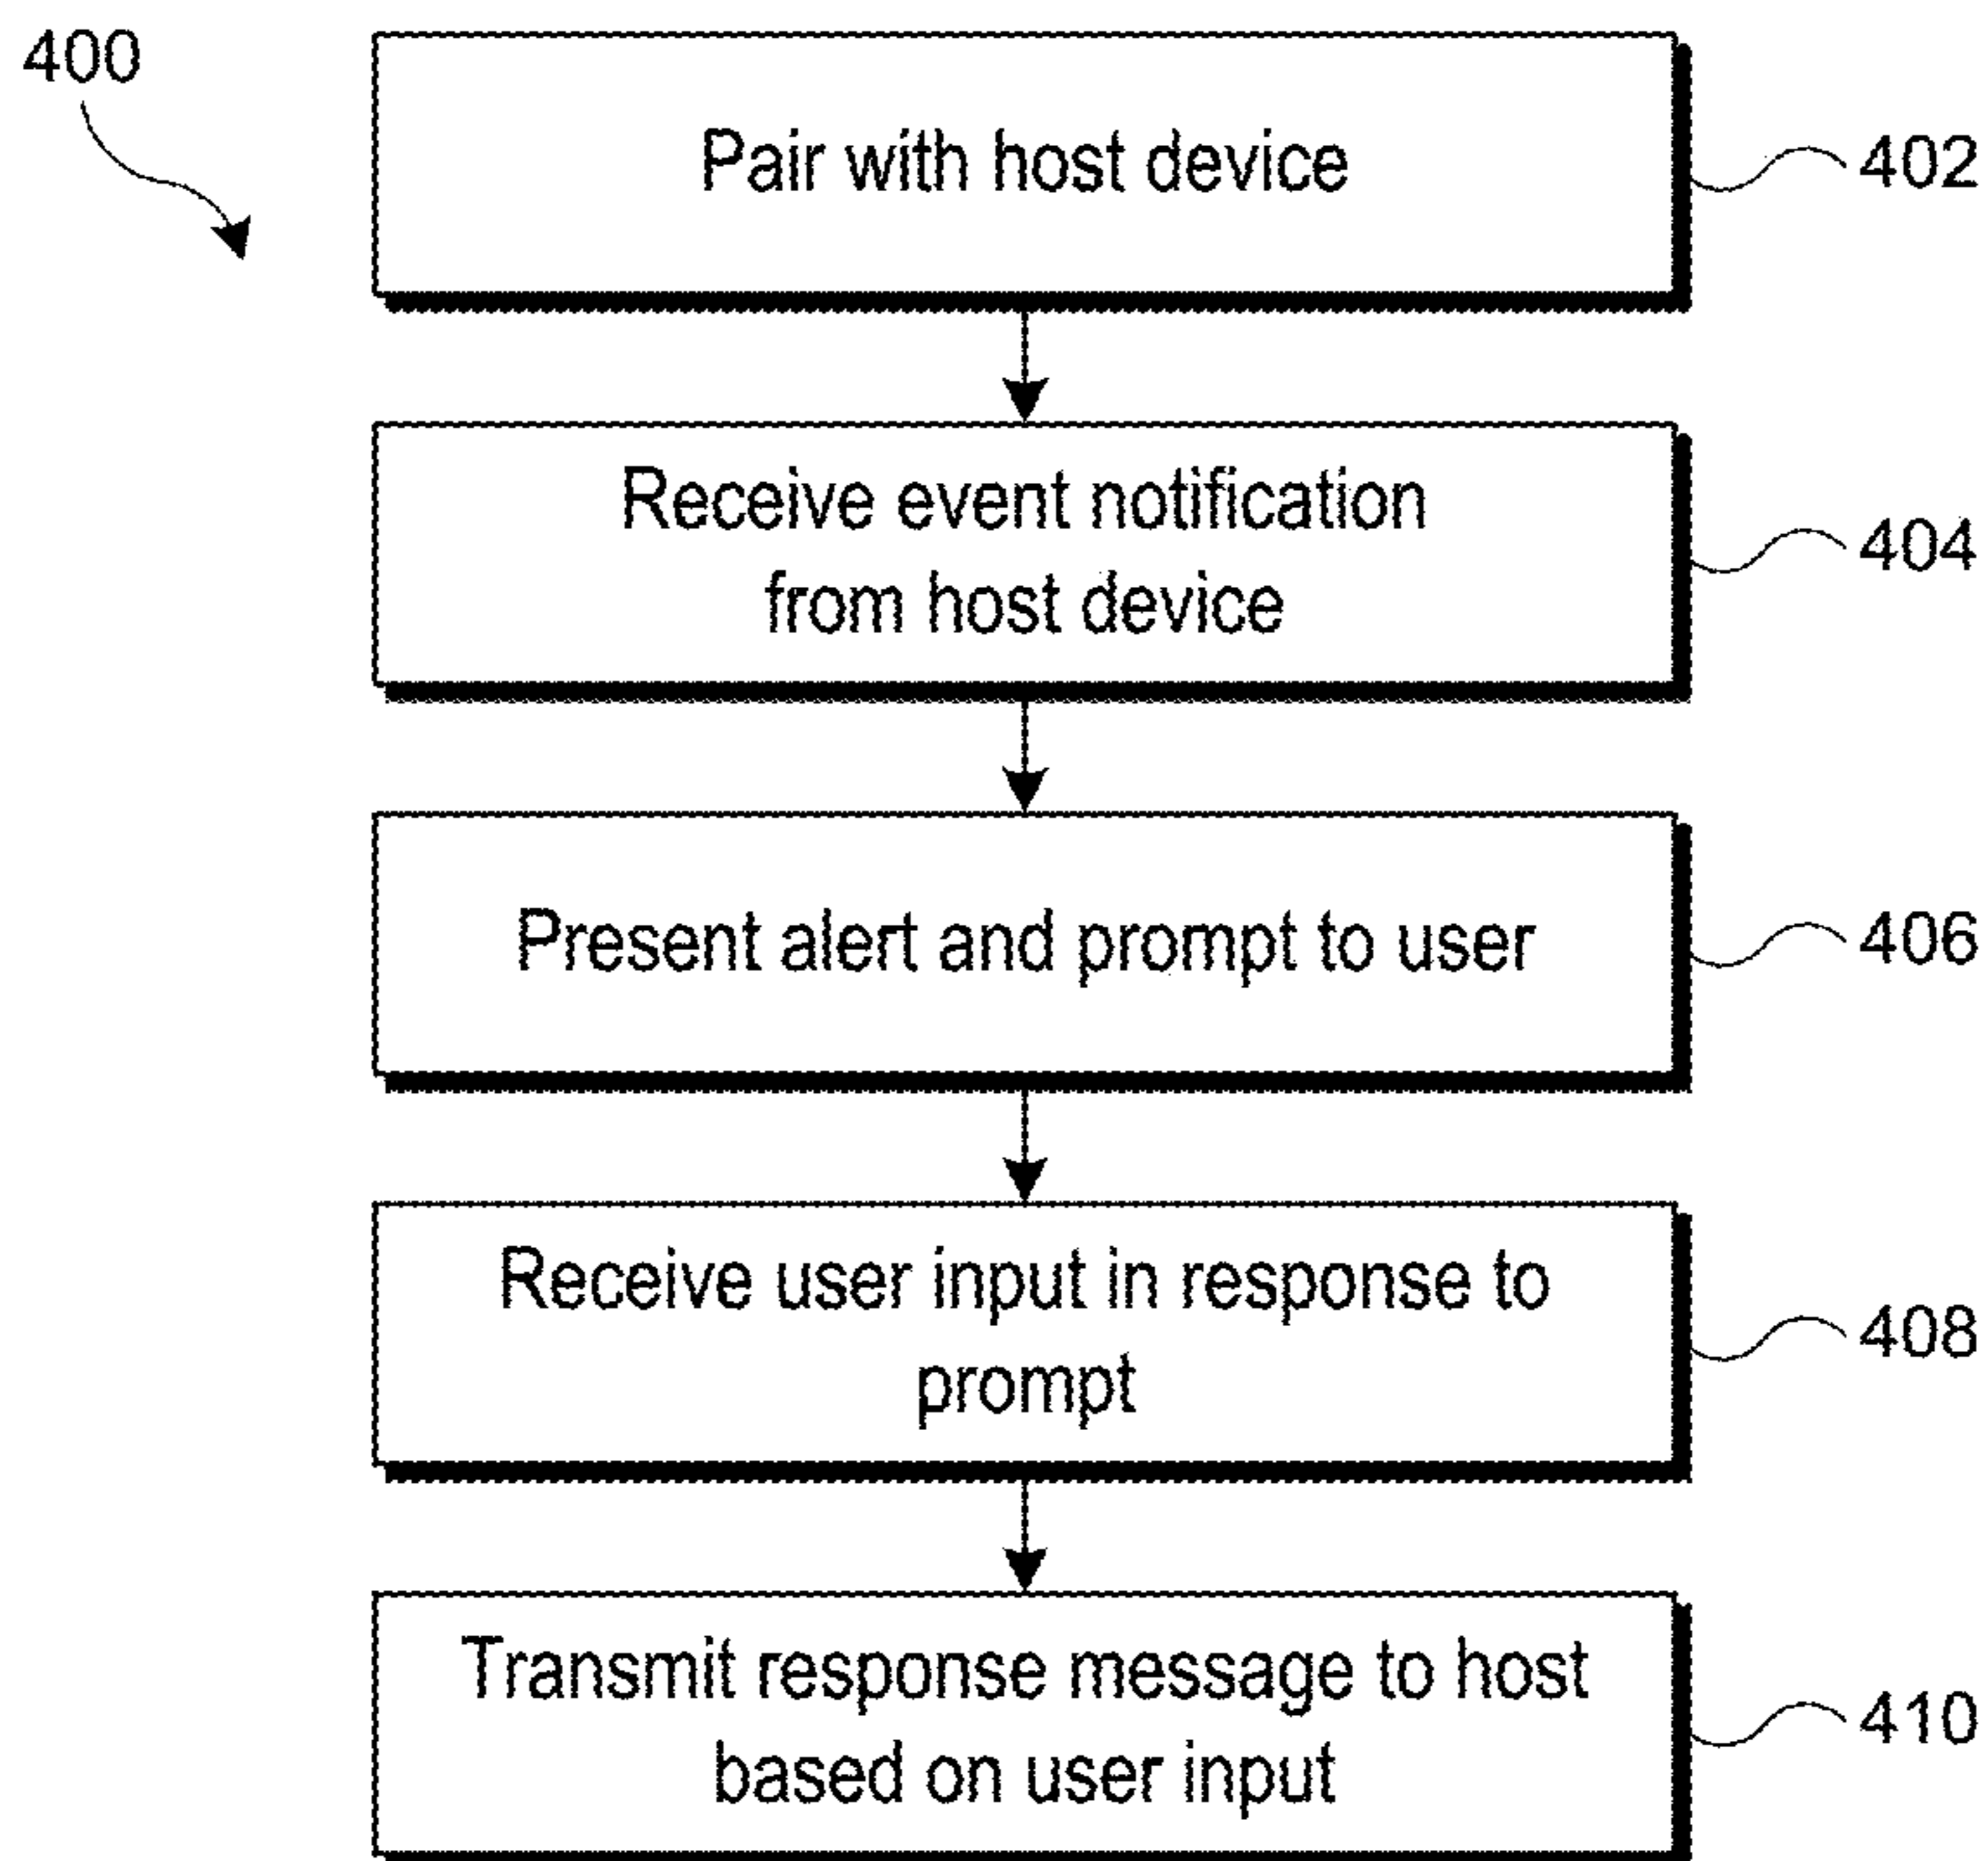 400
Pair with host device
402
Receive event notification
from host device
404
Present alert and prompt to user
406
Receive user input in response to
prompt
408
Transmit response message to host
based on user input
410